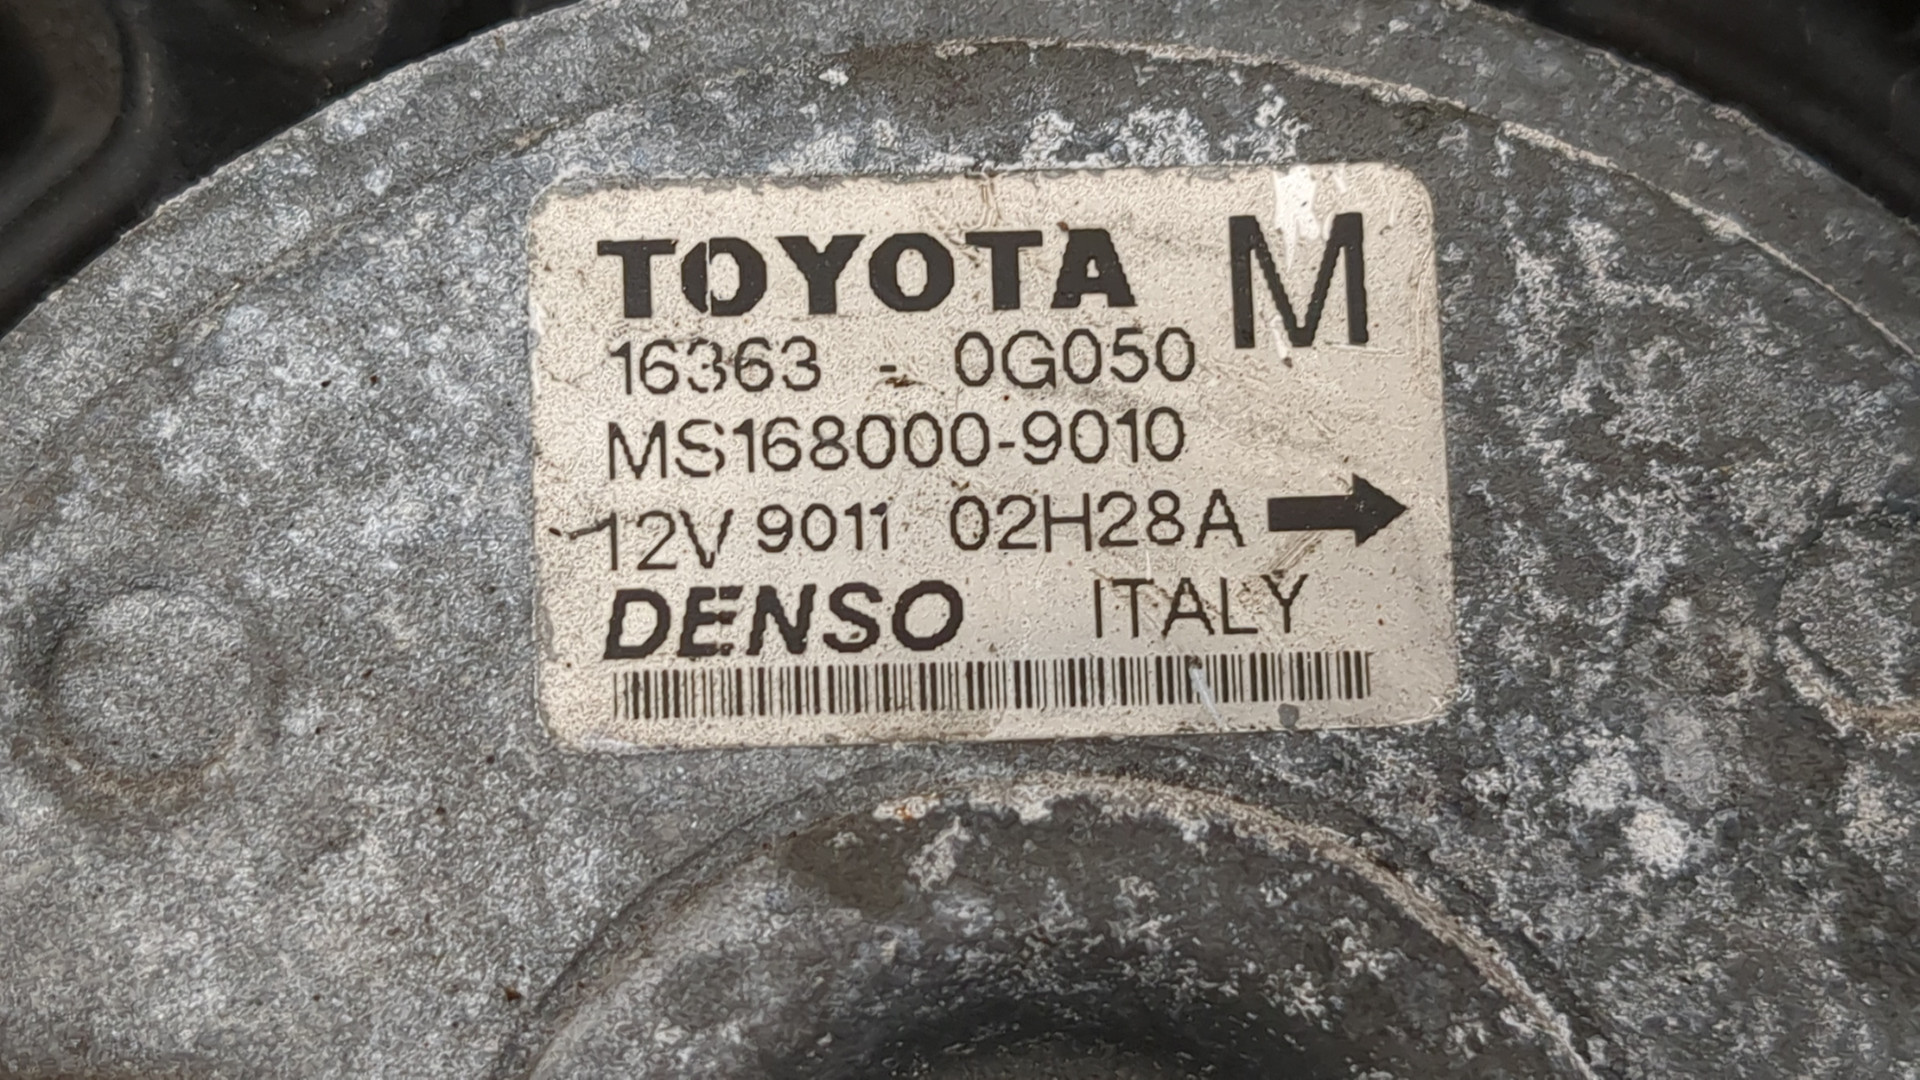 TOYOTA M
16363 - 0G050
MS168000-9010
12V 9011 02H28A
DENSO ITALY